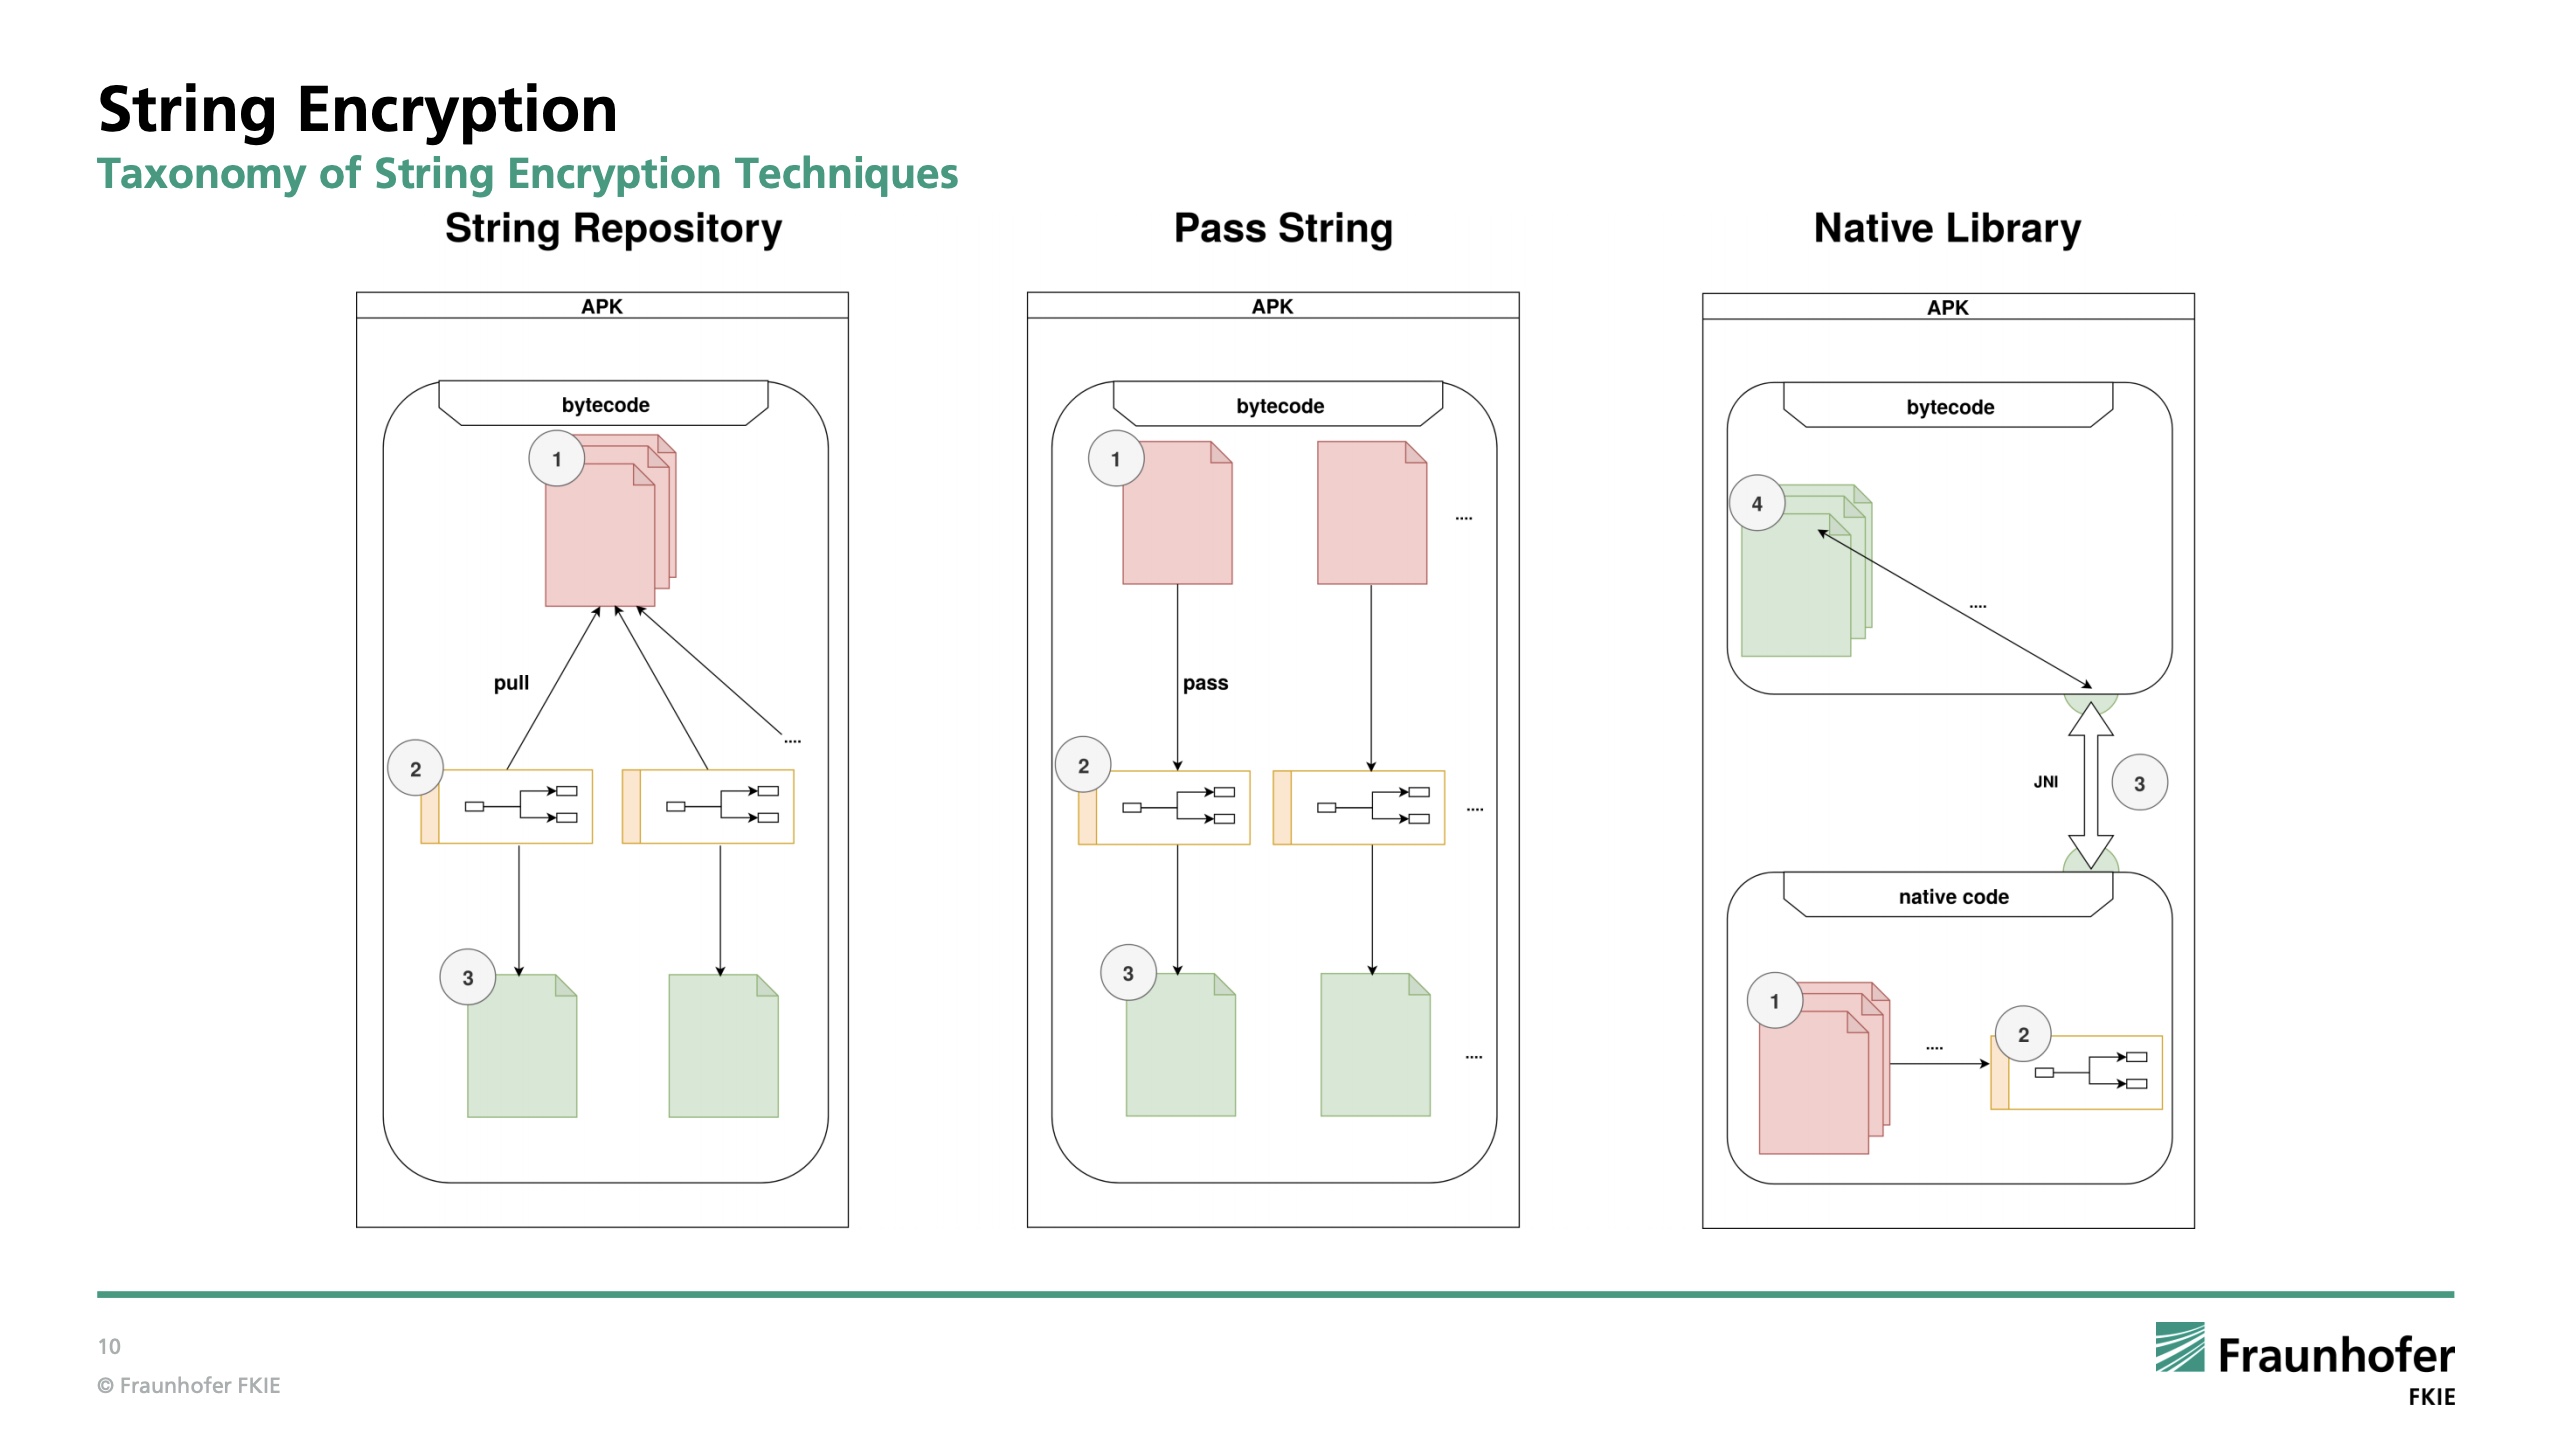 String Encryption
Taxonomy of String Encryption Techniques
String Repository
APK
bytecode
1
pull
....
2
3
Pass String
APK
bytecode
1
....
pass
2
....
3
....
Native Library
APK
bytecode
4
....
JNI
3
native code
1
....
2
10
© Fraunhofer FKIE
Fraunhofer
FKIE